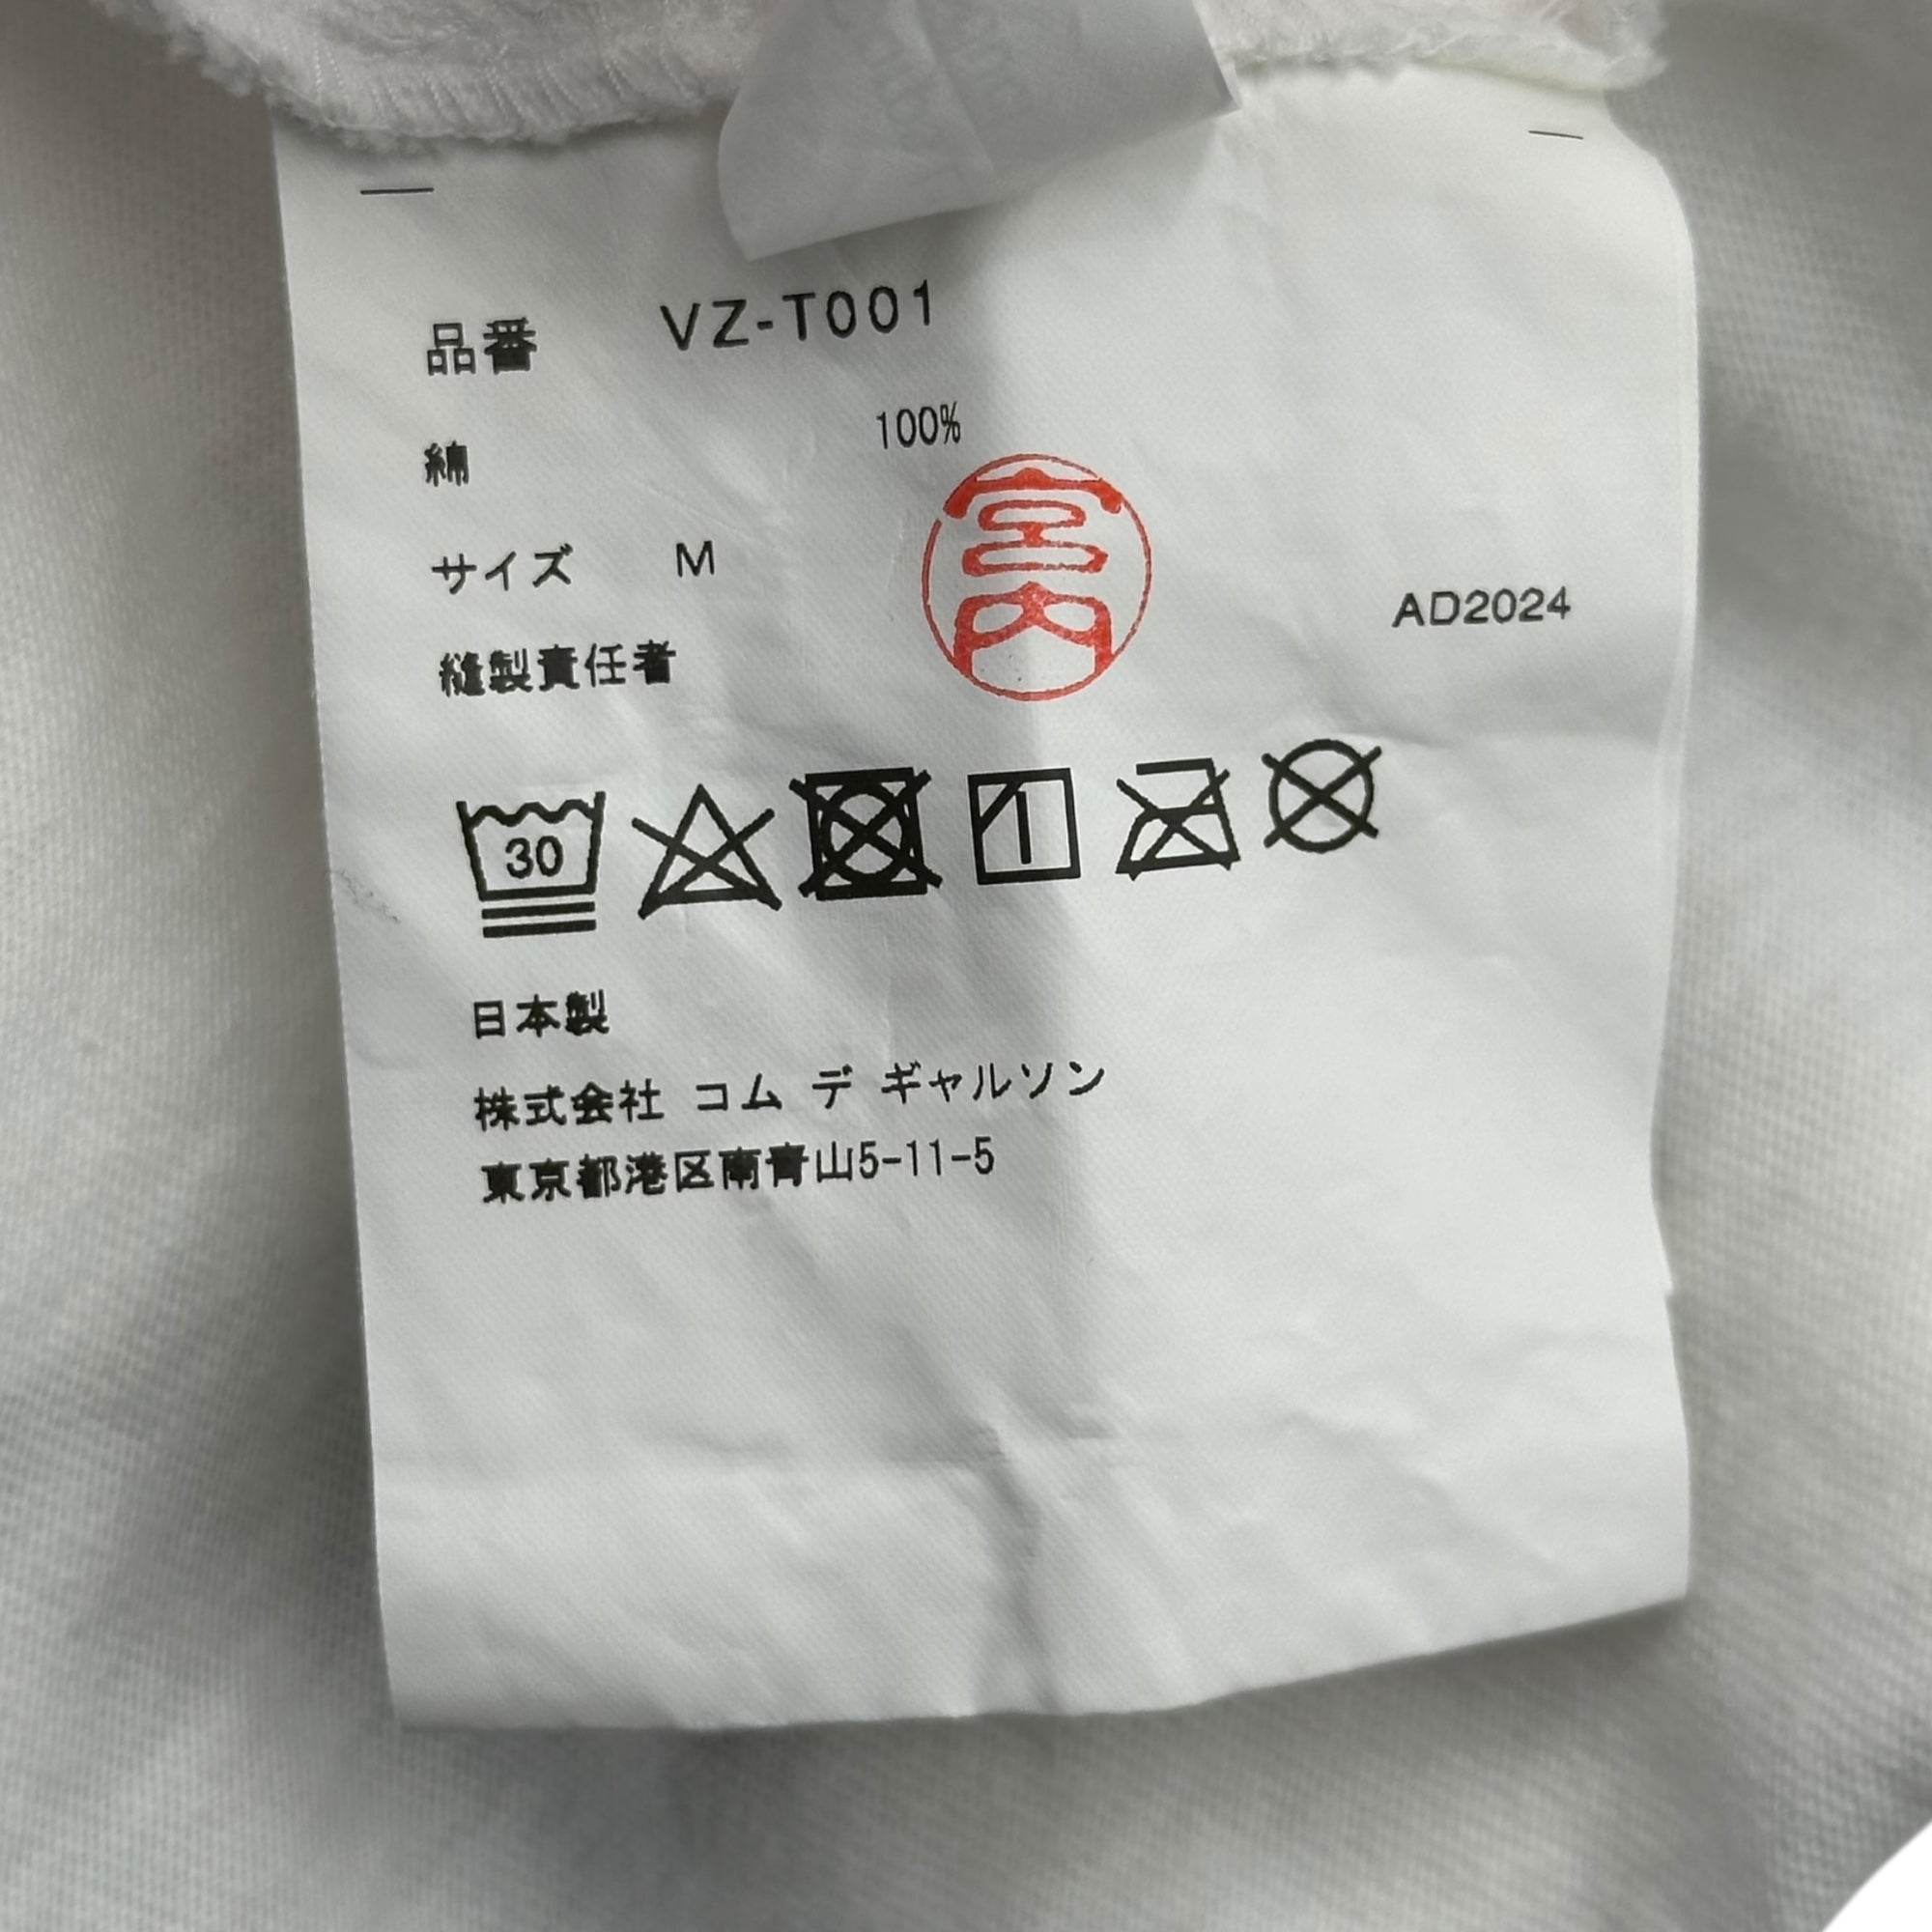 品番 VZ-T001
綿 100%
サイズ M
宮内
AD2024
縫製責任者
30
日本製
株式会社 コム デ ギャルソン
東京都港区南青山5-11-5